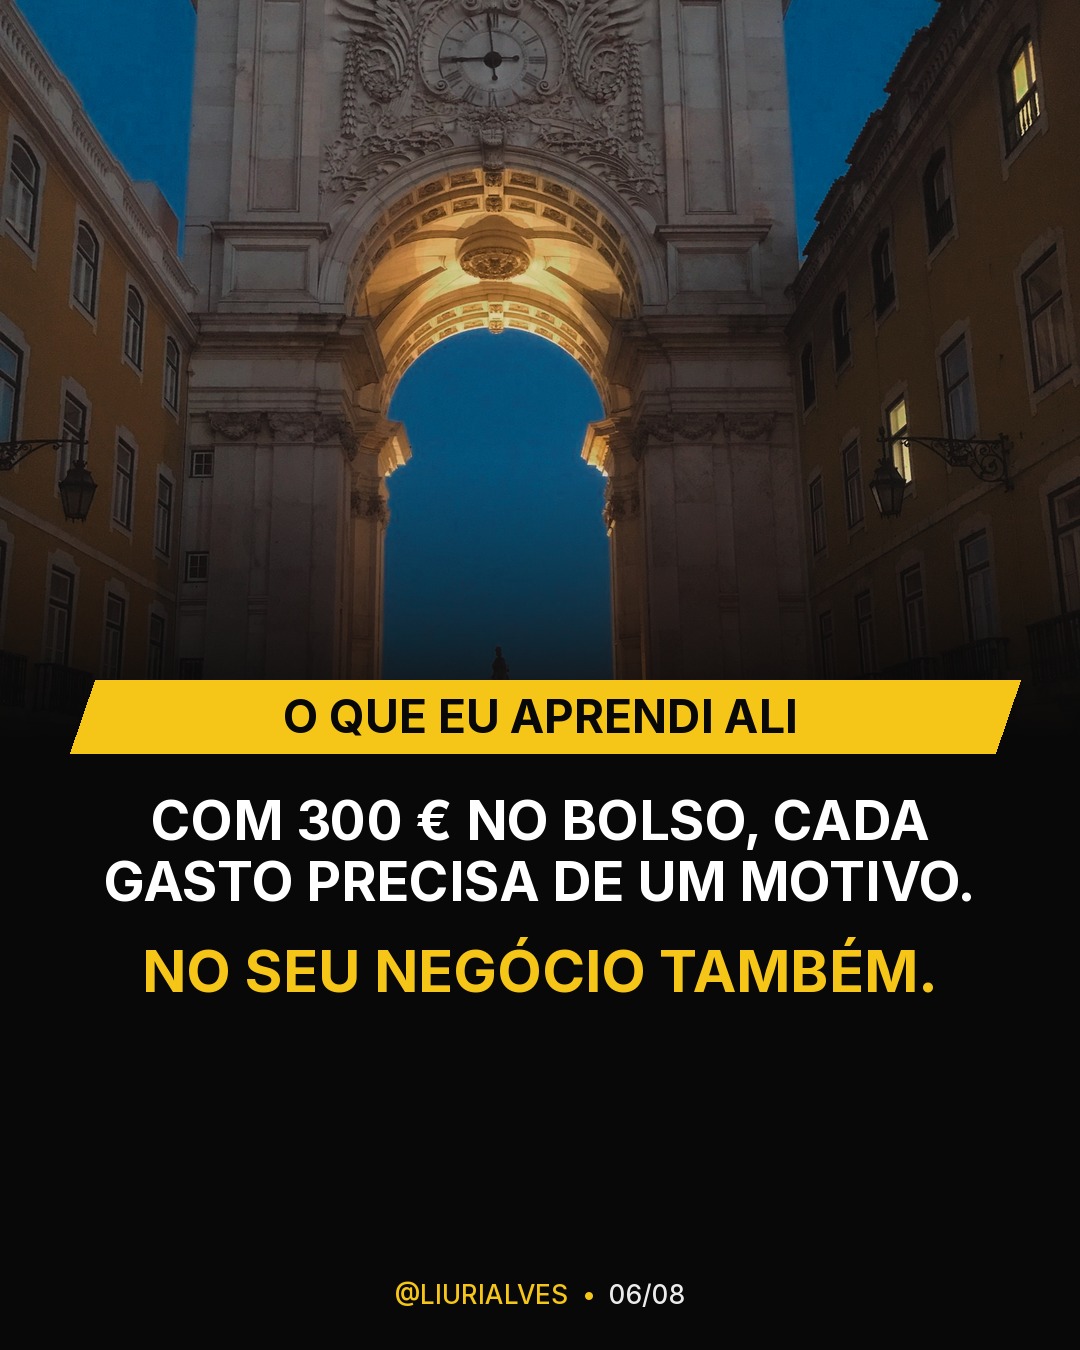 O QUE EU APRENDI ALI
COM 300 € NO BOLSO, CADA
GASTO PRECISA DE UM MOTIVO.
NO SEU NEGÓCIO TAMBÉM.
@LIURIALVES • 06/08